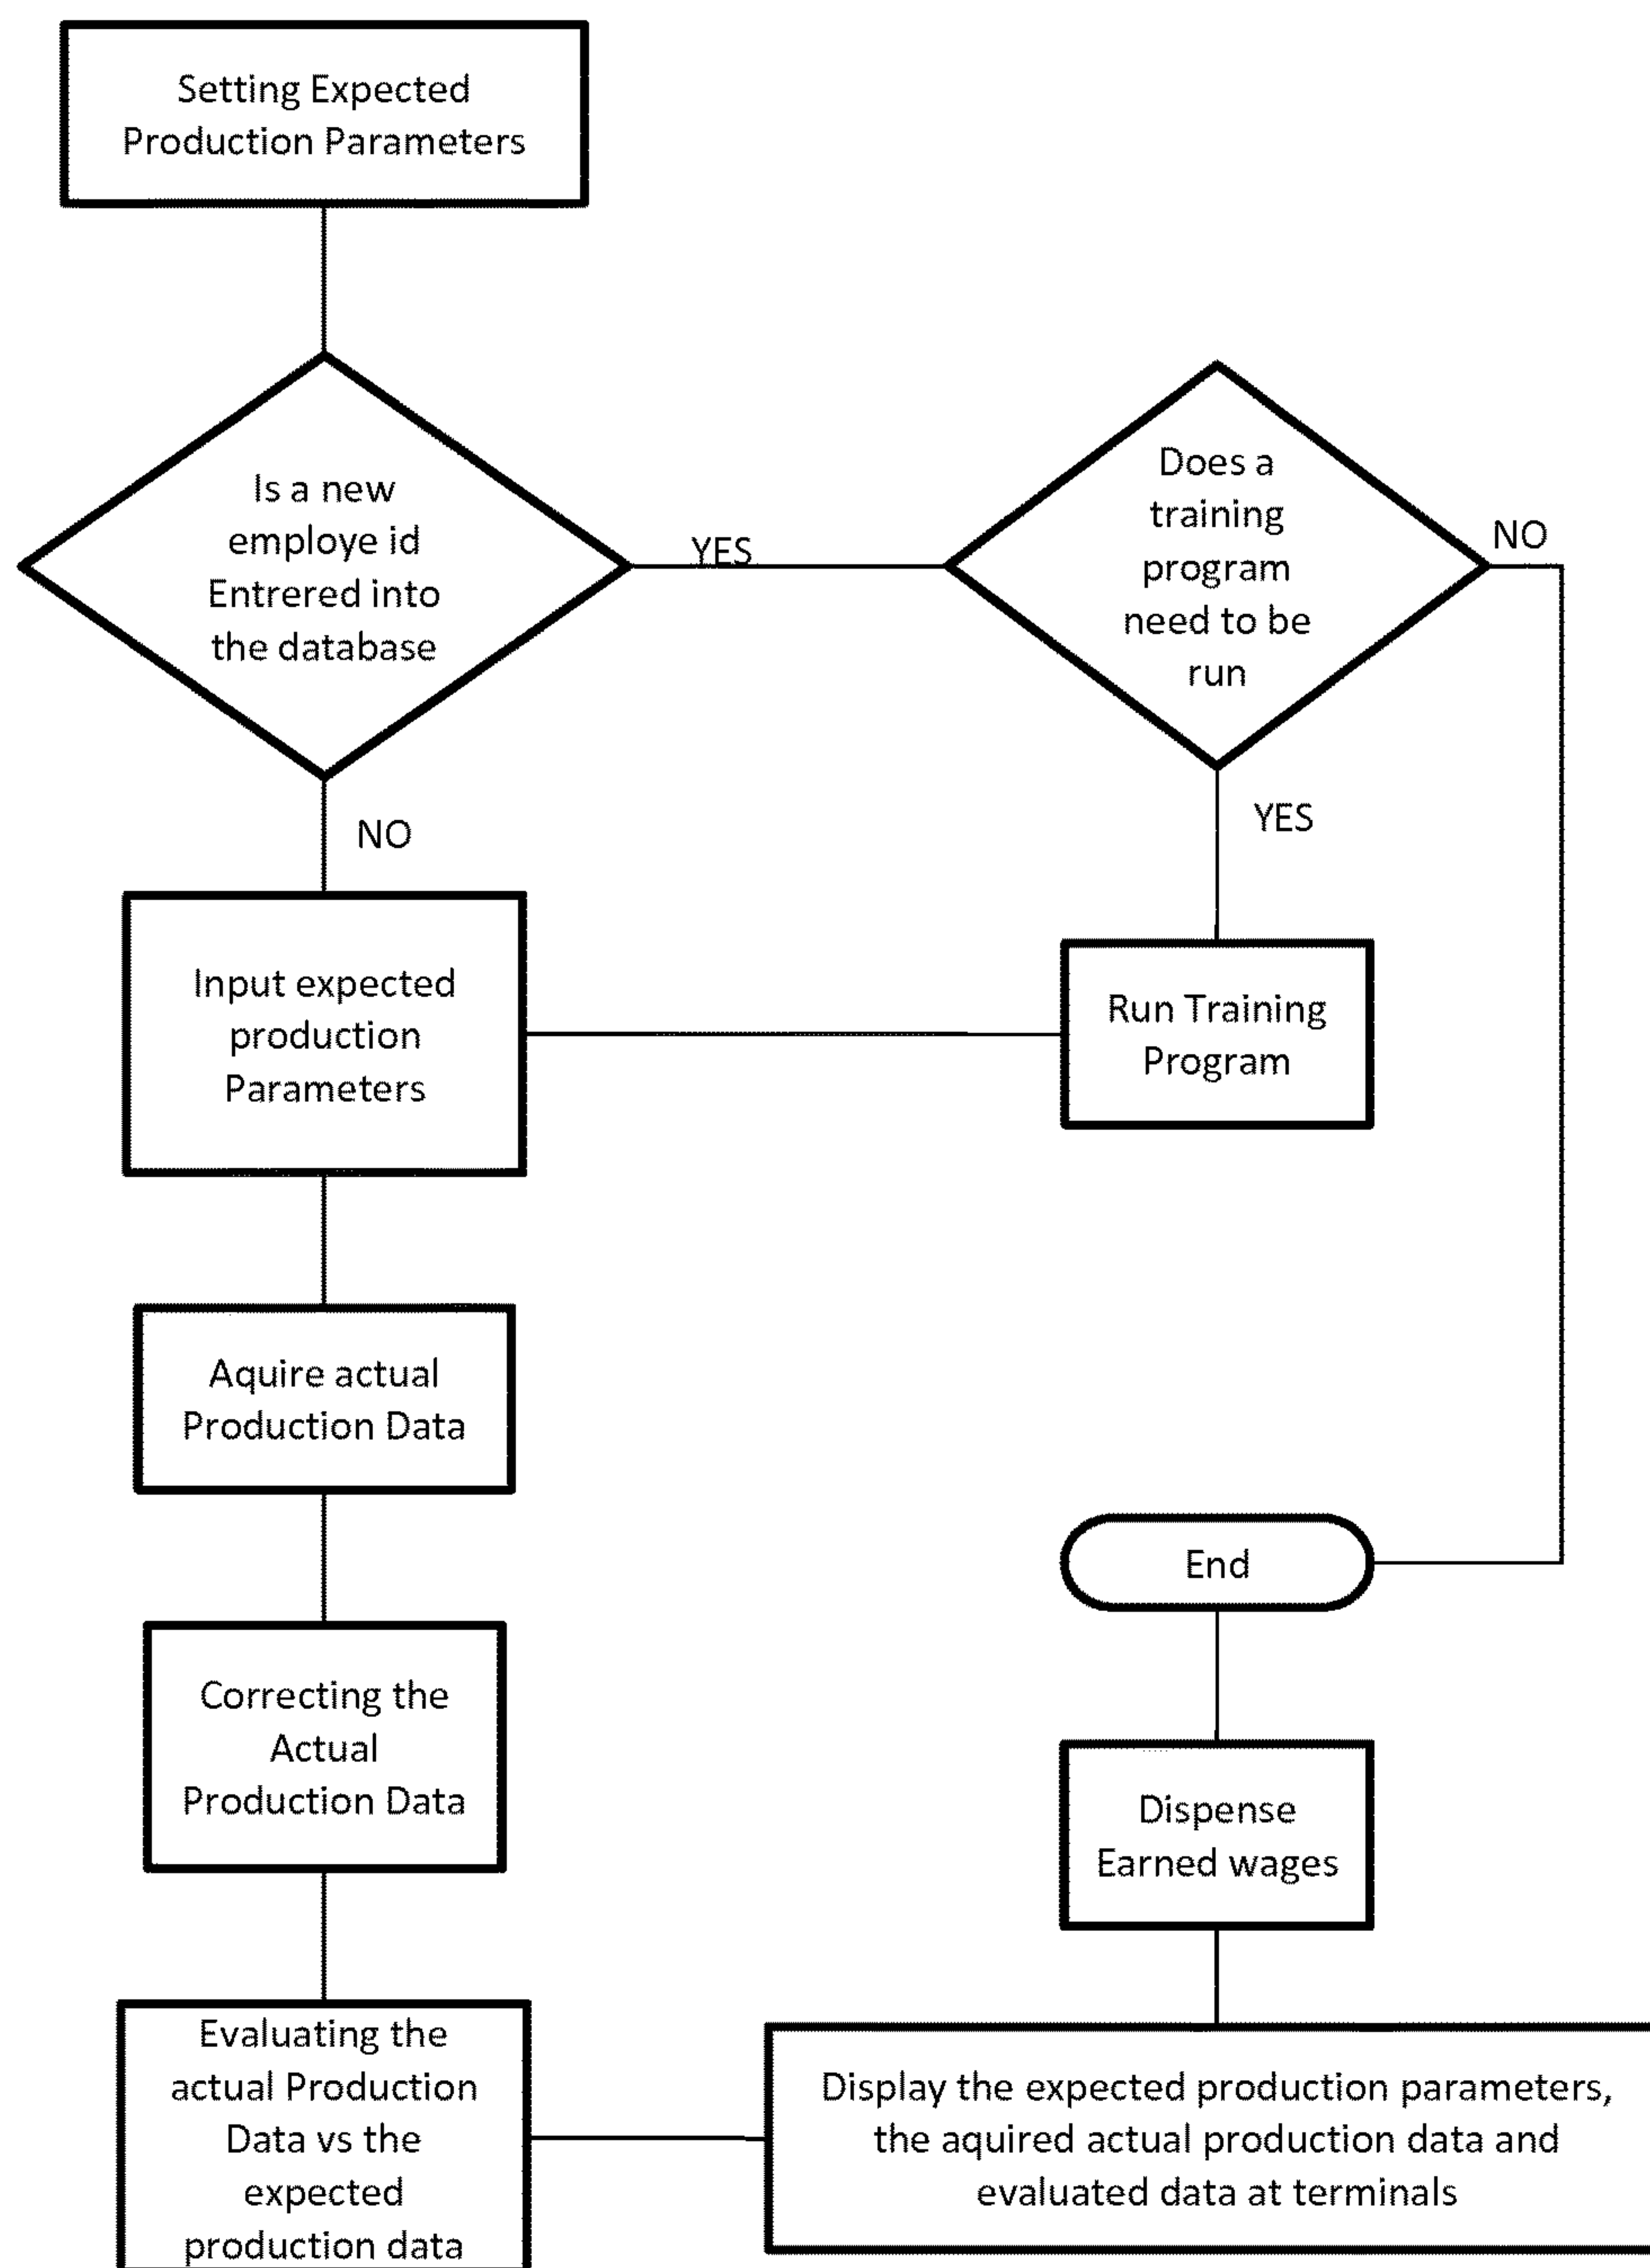 Setting Expected
Production Parameters
Is a new
employe id
Entrered into
the database
YES
Does a
training
program
need to be
run
NO
NO
YES
Input expected
production
Parameters
Run Training
Program
Aquire actual
Production Data
End
Correcting the
Actual
Production Data
Dispense
Earned wages
Evaluating the
actual Production
Data vs the
expected
production data
Display the expected production parameters,
the aquired actual production data and
evaluated data at terminals